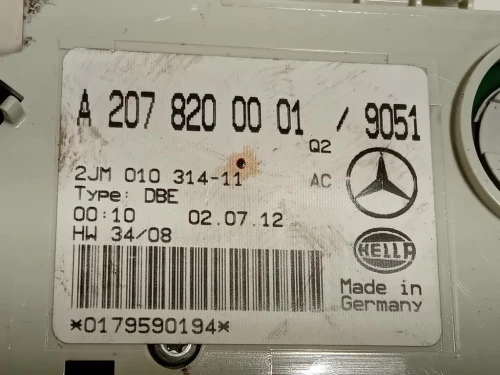 A 207 820 00 01 / 9051
Q2
2JM 010 314-11 AC
Type: DBE
00:10 02.07.12
HW 34/08
HELLA
Made in
Germany
*0179590194*